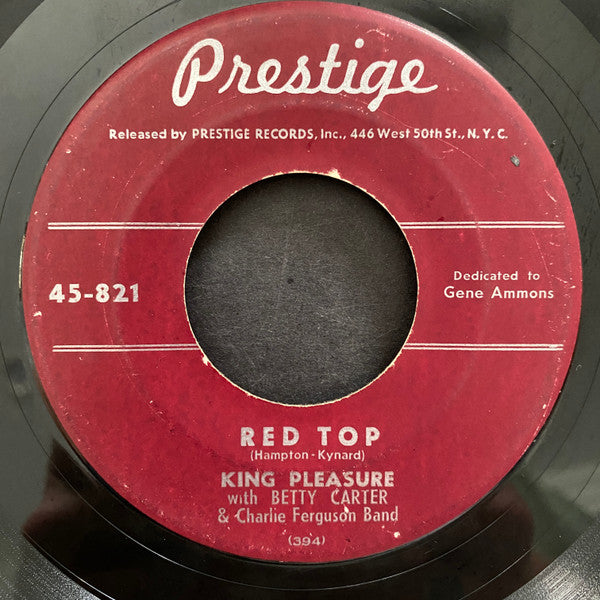 Prestige
Released by PRESTIGE RECORDS, Inc., 446 West 50th St., N.Y.C.
45-821
Dedicated to
Gene Ammons
RED TOP
(Hampton-Kynard)
KING PLEASURE
with BETTY CARTER
& Charlie Ferguson Band
(394)